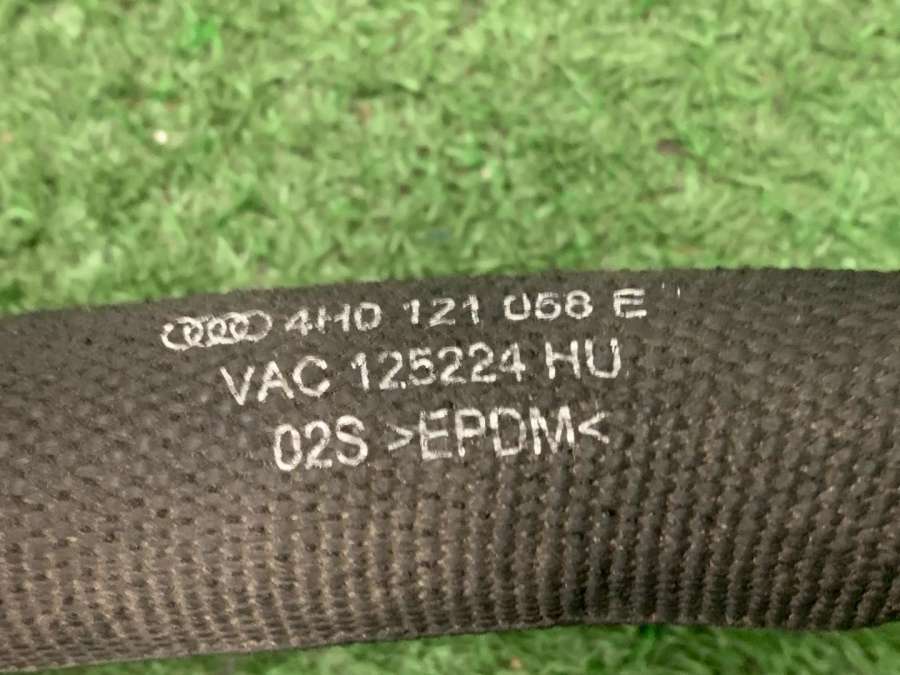 4H0 121 058 E
VAC 125224 HU
02S >EPDM<